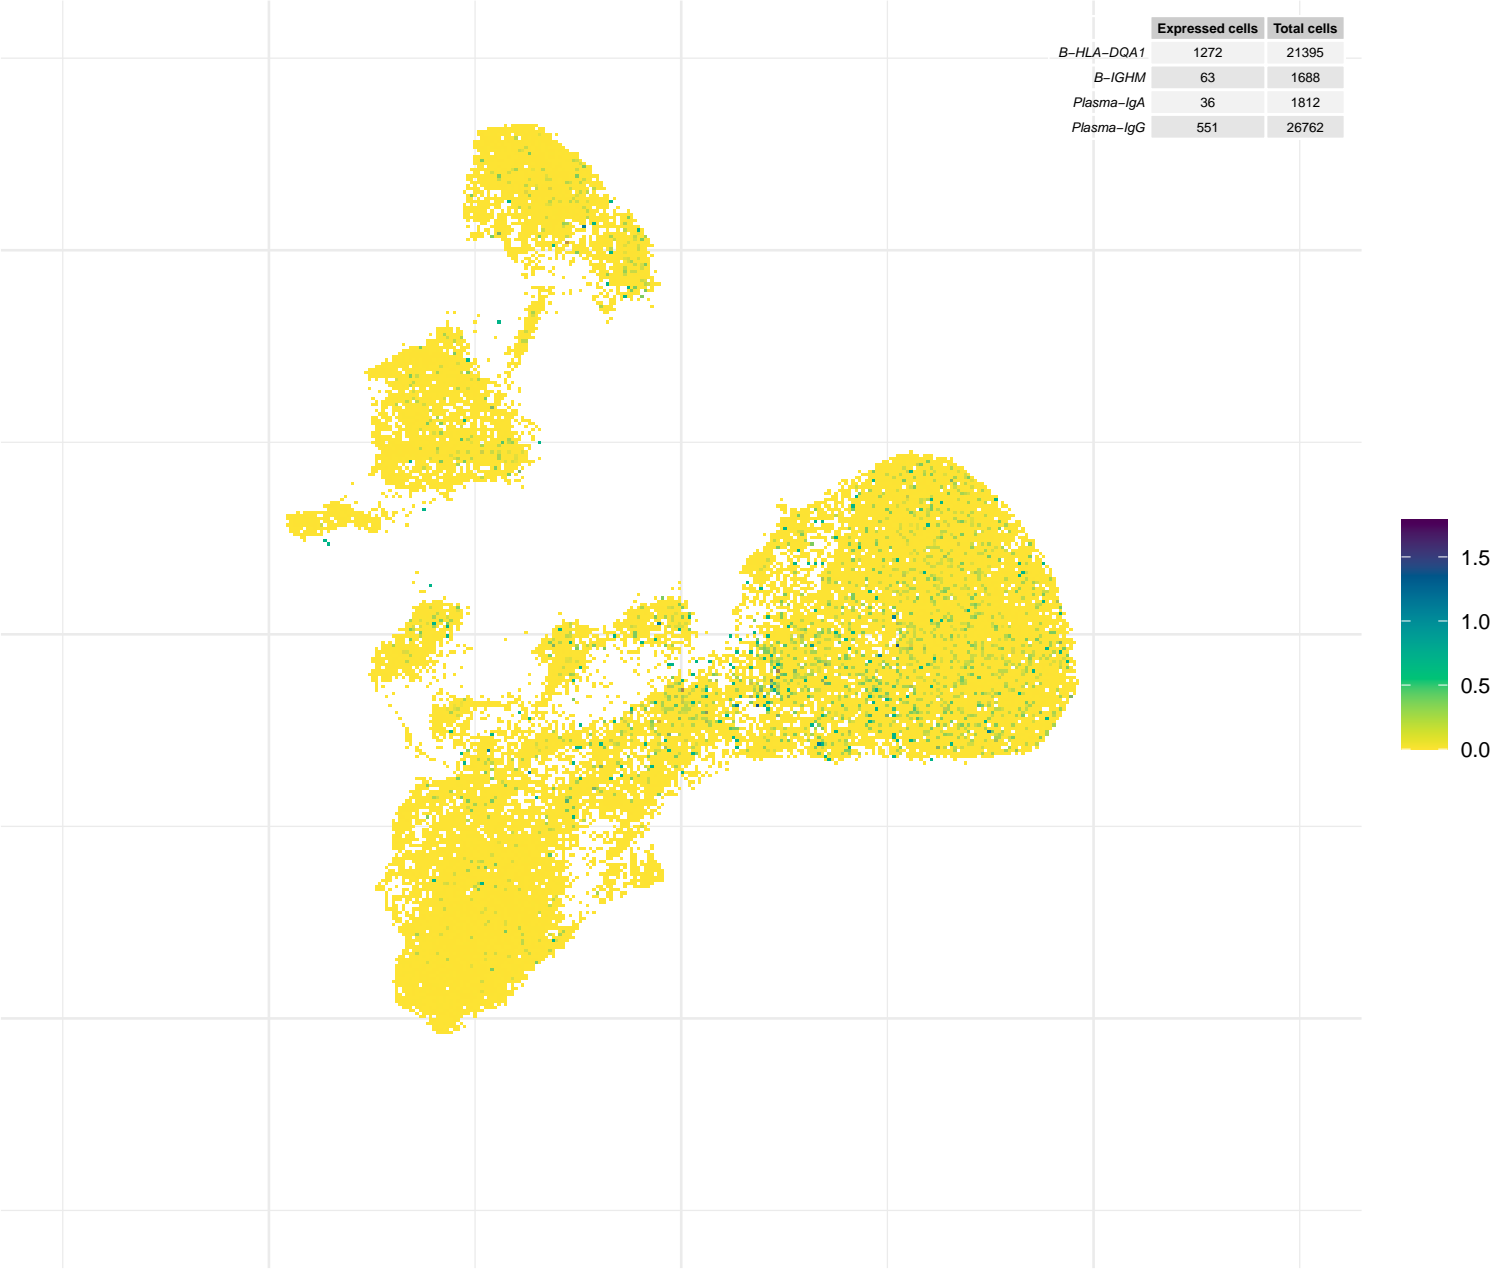 Expressed cells Total cells
B−HLA−DQA1 1272 21395
B−IGHM 63 1688
Plasma−IgA 36 1812
Plasma−IgG 551 26762
1.5
1.0
0.5
0.0